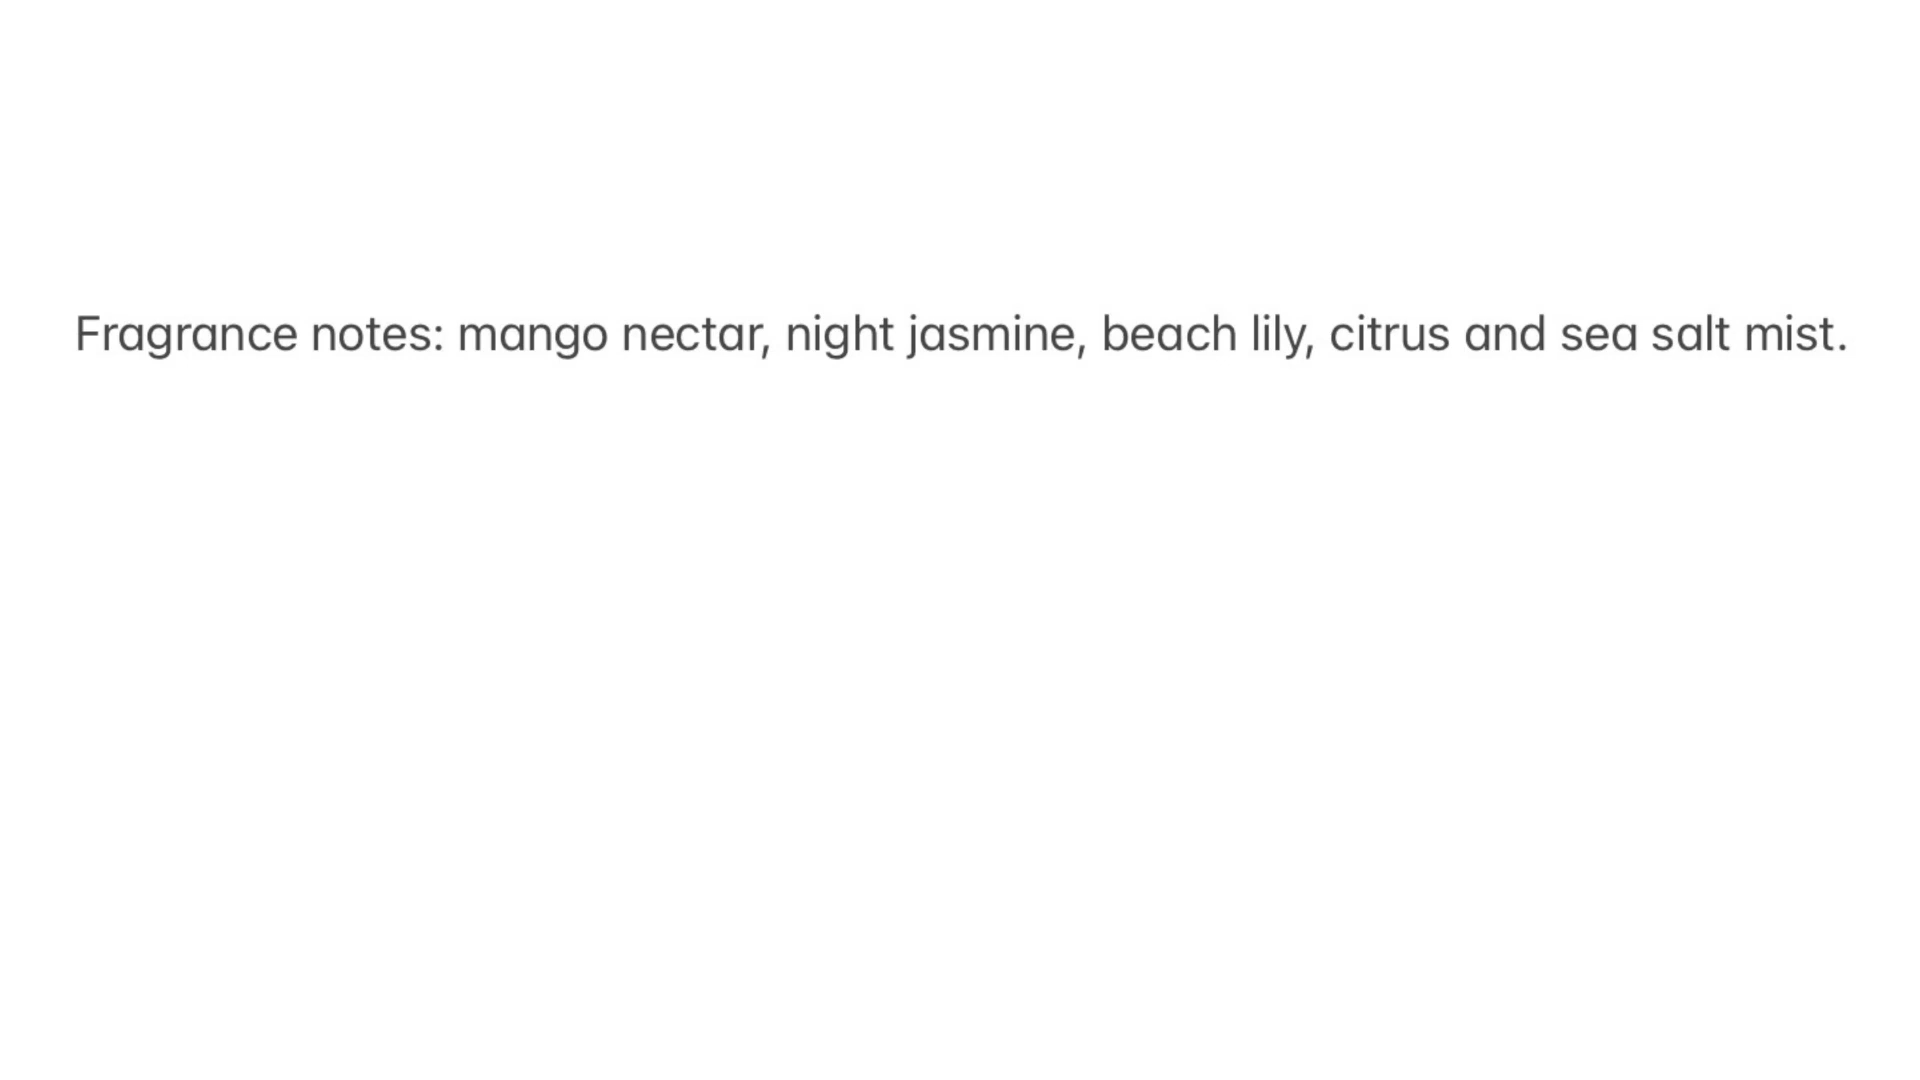 Fragrance notes: mango nectar, night jasmine, beach lily, citrus and sea salt mist.